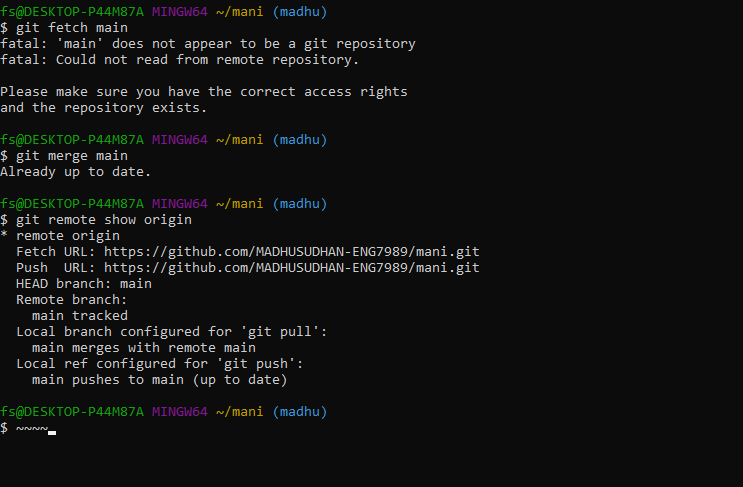 fs@DESKTOP-P44M87A MINGW64 ~/mani (madhu)
$ git fetch main
fatal: 'main' does not appear to be a git repository
fatal: Could not read from remote repository.

Please make sure you have the correct access rights
and the repository exists.

fs@DESKTOP-P44M87A MINGW64 ~/mani (madhu)
$ git merge main
Already up to date.

fs@DESKTOP-P44M87A MINGW64 ~/mani (madhu)
$ git remote show origin
* remote origin
  Fetch URL: https://github.com/MADHUSUDHAN-ENG7989/mani.git
  Push  URL: https://github.com/MADHUSUDHAN-ENG7989/mani.git
  HEAD branch: main
  Remote branch:
    main tracked
  Local branch configured for 'git pull':
    main merges with remote main
  Local ref configured for 'git push':
    main pushes to main (up to date)

fs@DESKTOP-P44M87A MINGW64 ~/mani (madhu)
$ ~~~~